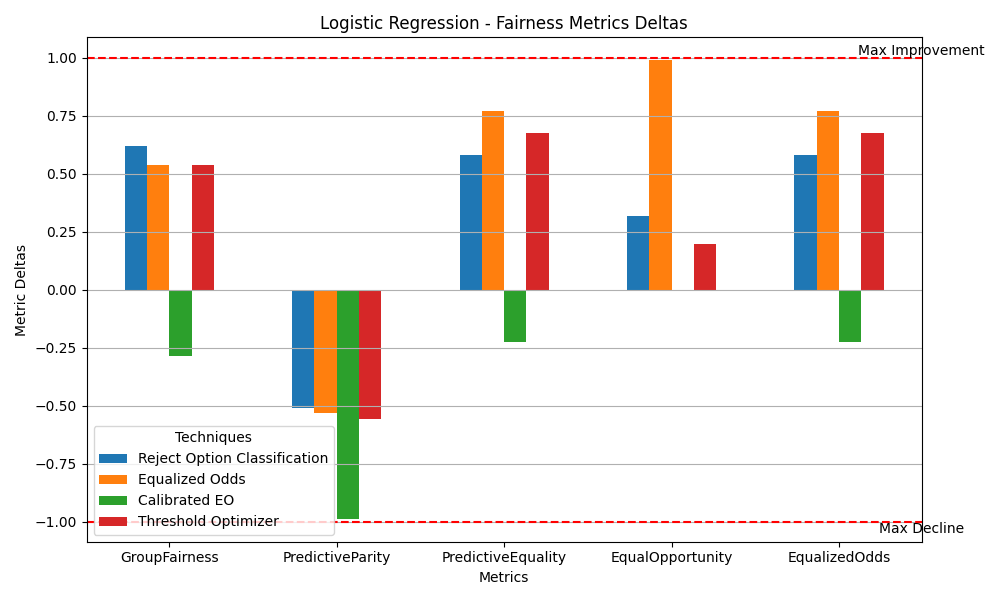 Logistic Regression - Fairness Metrics Deltas
Max Improvement
1.00
0.75
0.50
0.25
0.00
−0.25
−0.50
−0.75
−1.00
Metric Deltas
Techniques
Reject Option Classification
Equalized Odds
Calibrated EO
Threshold Optimizer
Max Decline
GroupFairness
PredictiveParity
PredictiveEquality
EqualOpportunity
EqualizedOdds
Metrics